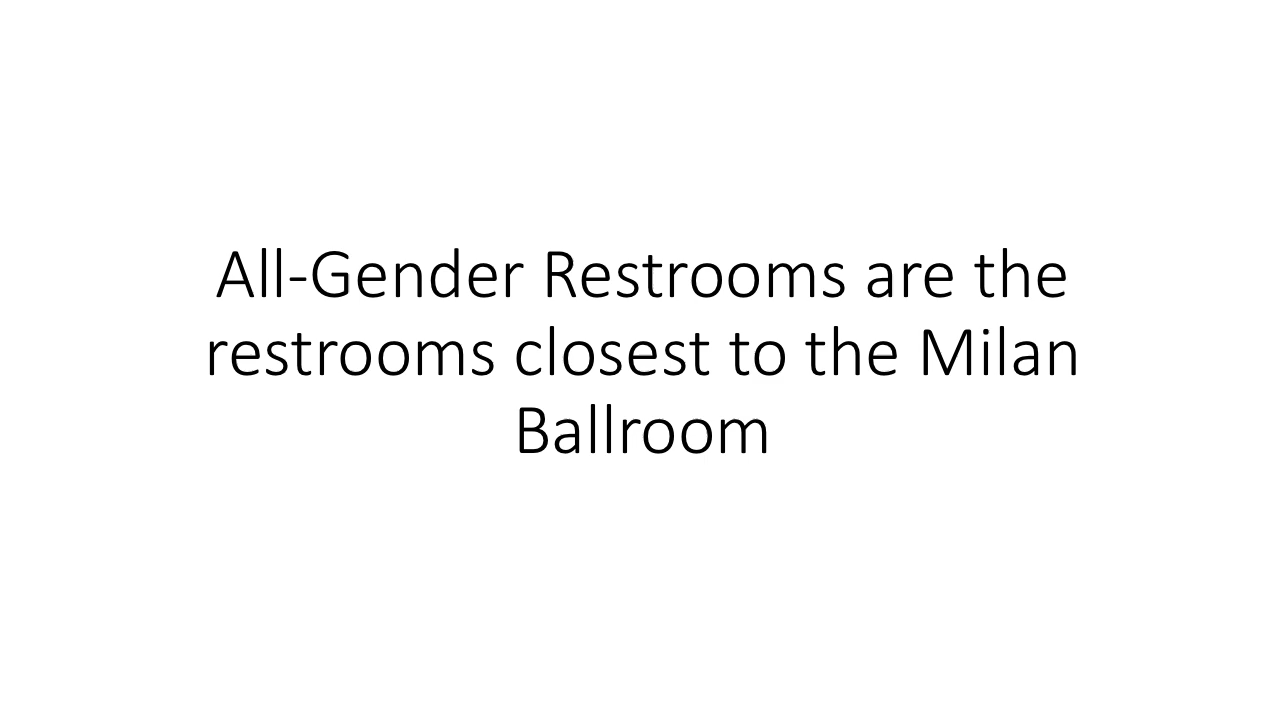 All-Gender Restrooms are the
restrooms closest to the Milan
Ballroom